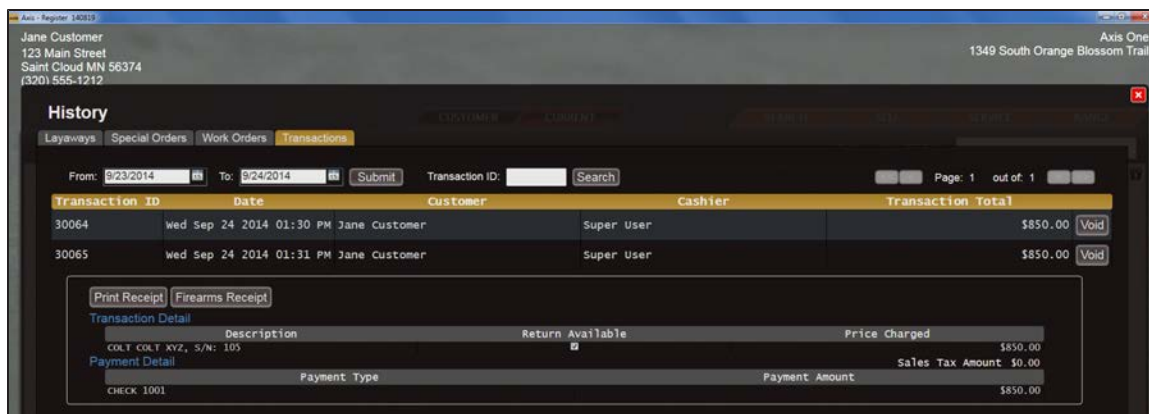 Axis - Register 140819
Jane Customer
123 Main Street
Saint Cloud MN 56374
(320) 555-1212
Axis One
1349 South Orange Blossom Trail
History
CUSTOMER CURRENT
Layaways Special Orders Work Orders Transactions
From: 9/23/2014 To: 9/24/2014 Submit Transaction ID: Search Page: 1 out of: 1
Transaction ID Date Customer Cashier Transaction Total
30064 Wed Sep 24 2014 01:30 PM Jane Customer Super User $850.00 Void
30065 Wed Sep 24 2014 01:31 PM Jane Customer Super User $850.00 Void
Print Receipt Firearms Receipt
Transaction Detail
Description Return Available Price Charged
COLT COLT XYZ, S/N: 105 $850.00
Payment Detail Sales Tax Amount $0.00
Payment Type Payment Amount
CHECK 1001 $850.00